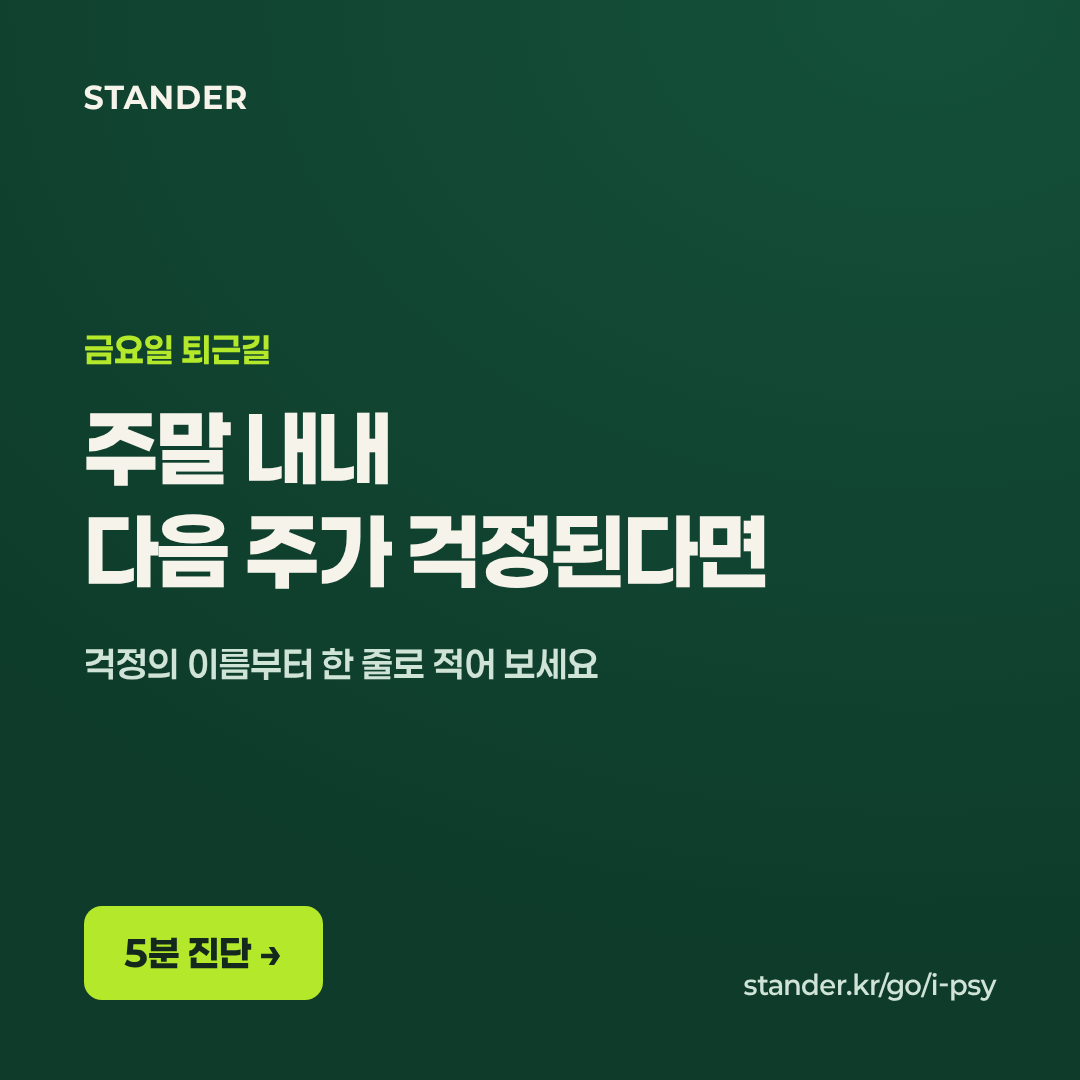 STANDER
금요일 퇴근길
주말 내내
다음 주가 걱정된다면
걱정의 이름부터 한 줄로 적어 보세요
5분 진단 →
stander.kr/go/i-psy